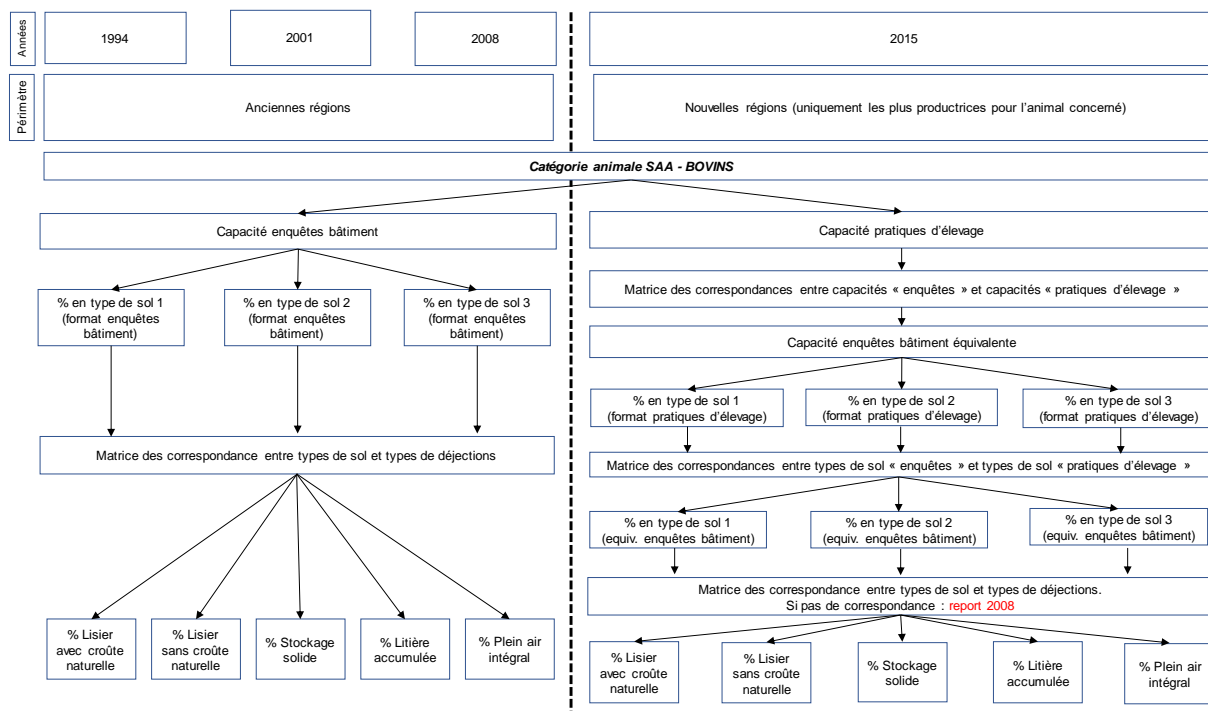 Années
1994
2001
2008
2015
Périmètre
Anciennes régions
Nouvelles régions (uniquement les plus productrices pour l'animal concerné)
Catégorie animale SAA - BOVINS
Capacité enquêtes bâtiment
% en type de sol 1
(format enquêtes
bâtiment)
% en type de sol 2
(format enquêtes
bâtiment)
% en type de sol 3
(format enquêtes
bâtiment)
Matrice des correspondance entre types de sol et types de déjections
% Lisier
avec croûte
naturelle
% Lisier
sans croûte
naturelle
% Stockage
solide
% Litière
accumulée
% Plein air
intégral
Capacité pratiques d'élevage
Matrice des correspondances entre capacités « enquêtes » et capacités « pratiques d'élevage »
Capacité enquêtes bâtiment équivalente
% en type de sol 1
(format pratiques d'élevage)
% en type de sol 2
(format pratiques d'élevage)
% en type de sol 3
(format pratiques d'élevage)
Matrice des correspondances entre types de sol « enquêtes » et types de sol « pratiques d'élevage »
% en type de sol 1
(equiv. enquêtes bâtiment)
% en type de sol 2
(equiv. enquêtes bâtiment)
% en type de sol 3
(equiv. enquêtes bâtiment)
Matrice des correspondance entre types de sol et types de déjections.
Si pas de correspondance : report 2008
% Lisier
avec croûte
naturelle
% Lisier
sans croûte
naturelle
% Stockage
solide
% Litière
accumulée
% Plein air
intégral